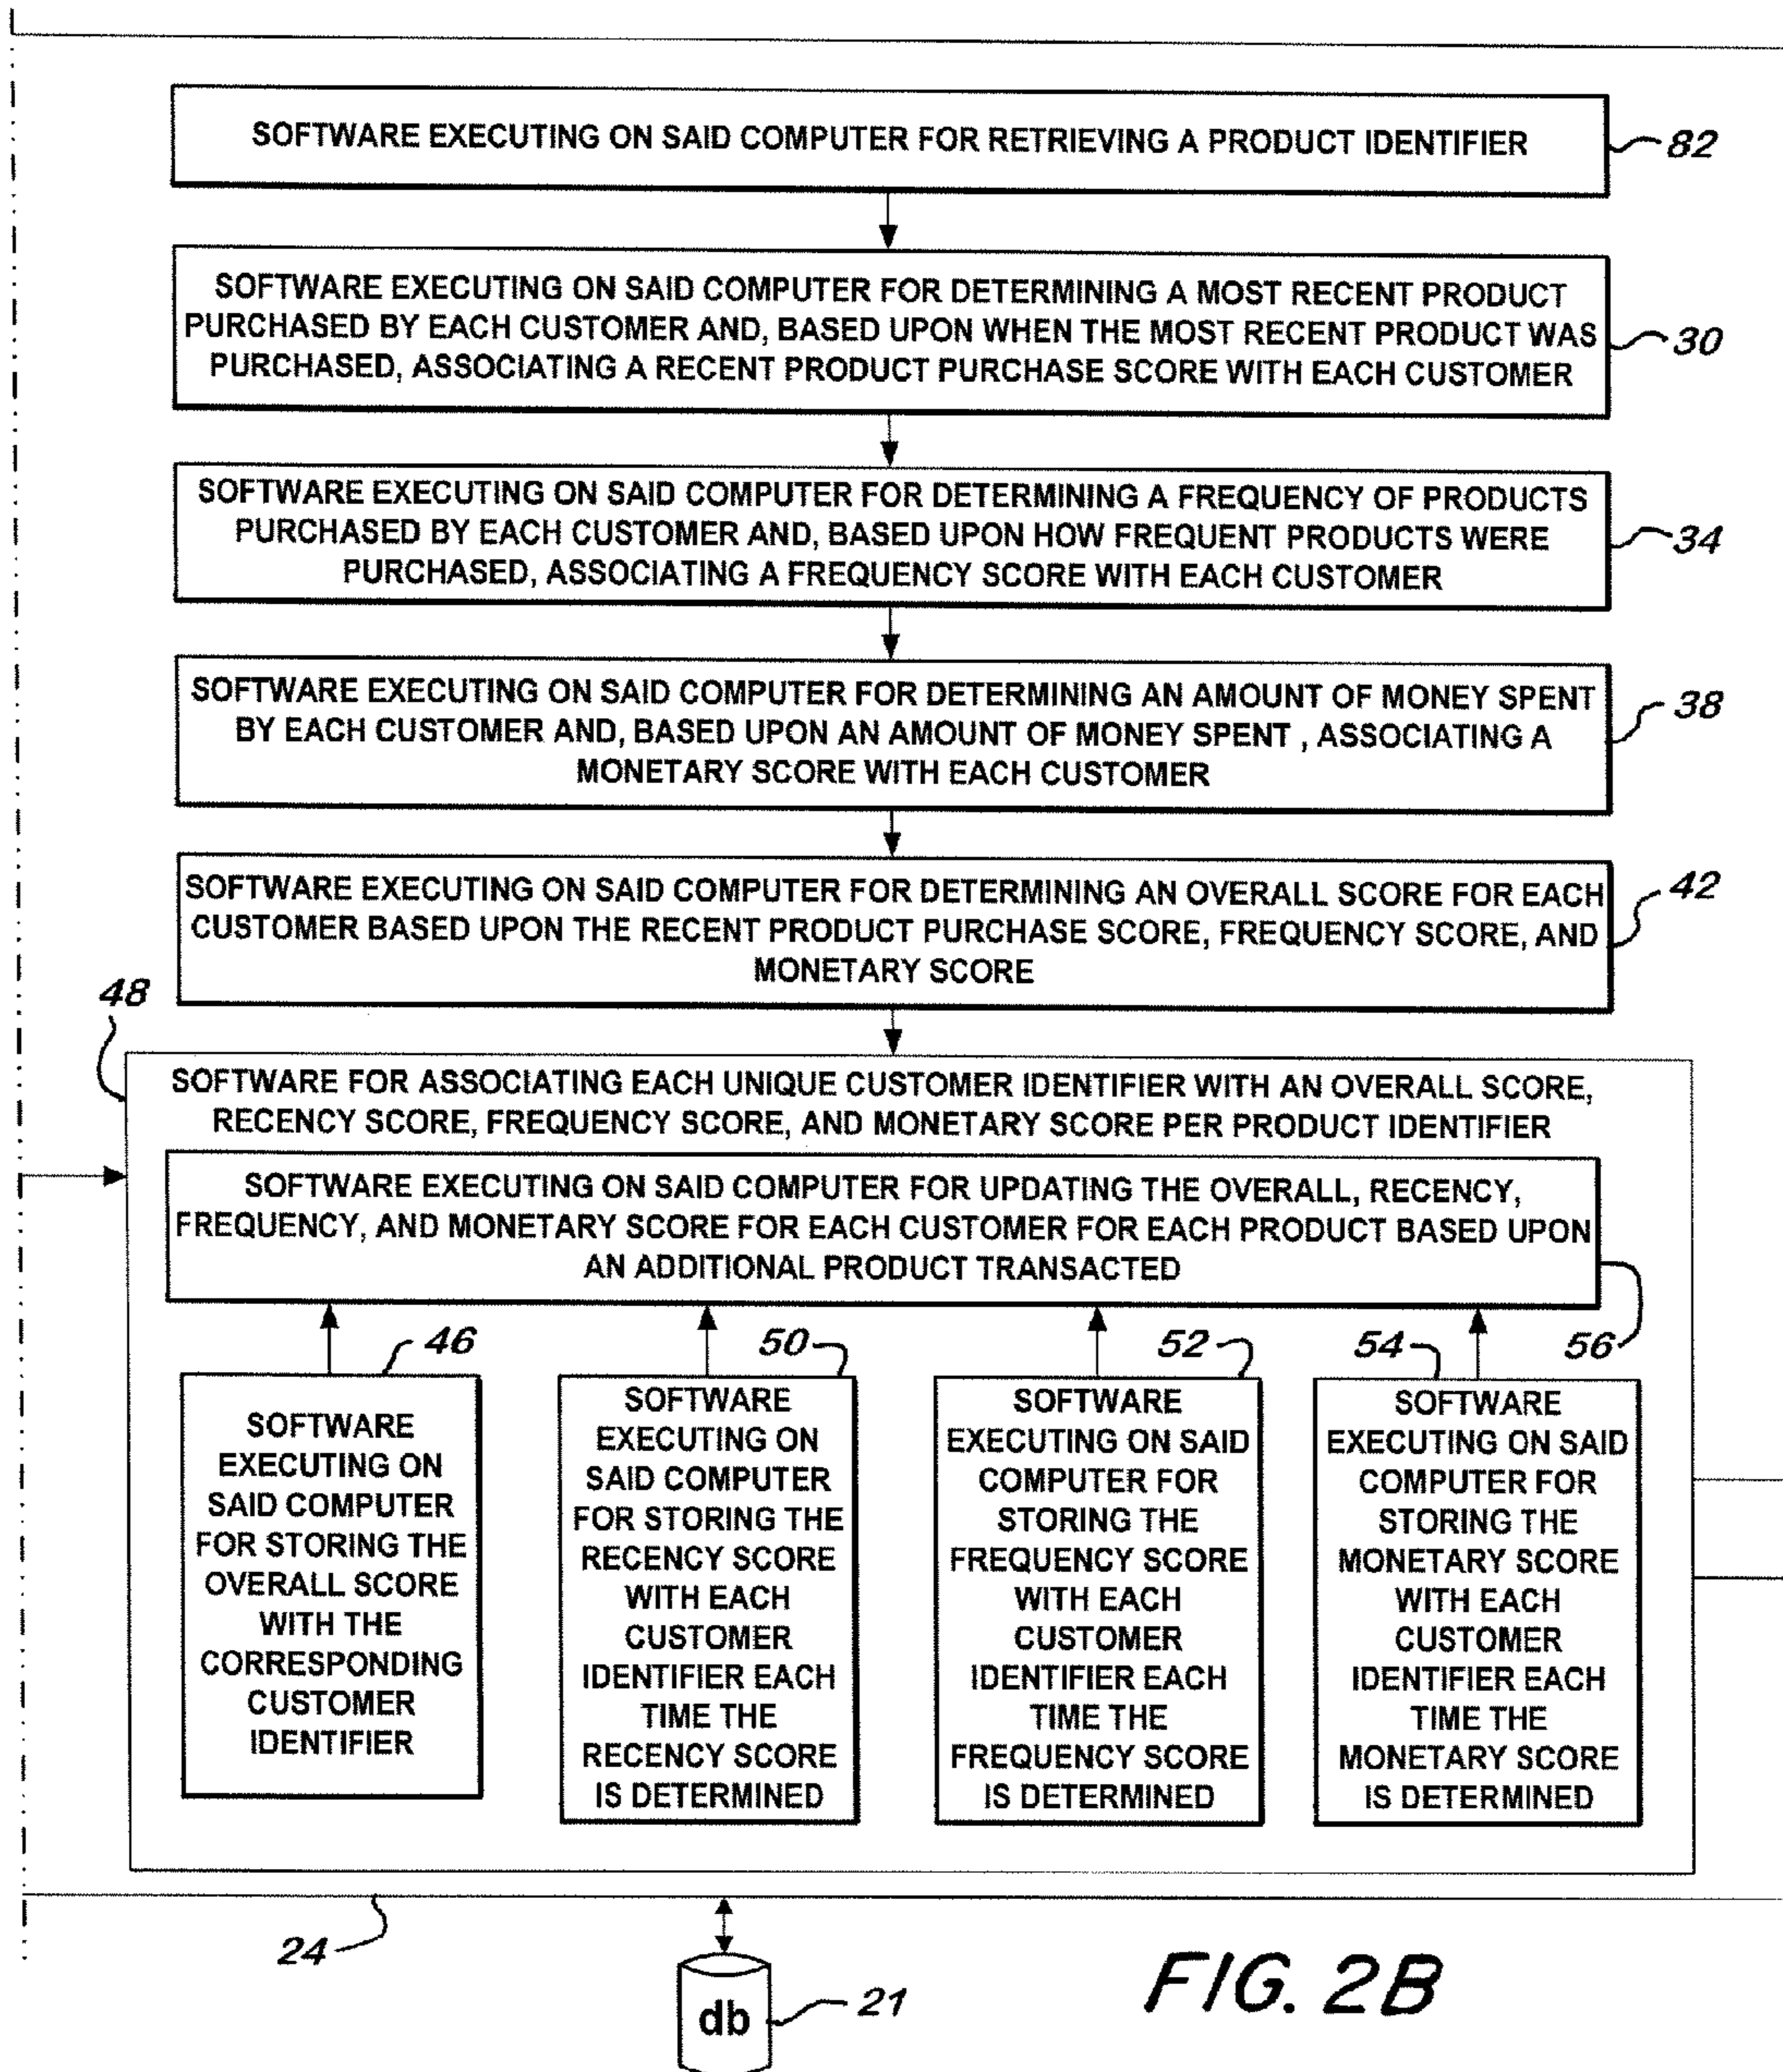 SOFTWARE EXECUTING ON SAID COMPUTER FOR RETRIEVING A PRODUCT IDENTIFIER
82
SOFTWARE EXECUTING ON SAID COMPUTER FOR DETERMINING A MOST RECENT PRODUCT
PURCHASED BY EACH CUSTOMER AND, BASED UPON WHEN THE MOST RECENT PRODUCT WAS
PURCHASED, ASSOCIATING A RECENT PRODUCT PURCHASE SCORE WITH EACH CUSTOMER
30
SOFTWARE EXECUTING ON SAID COMPUTER FOR DETERMINING A FREQUENCY OF PRODUCTS
PURCHASED BY EACH CUSTOMER AND, BASED UPON HOW FREQUENT PRODUCTS WERE
PURCHASED, ASSOCIATING A FREQUENCY SCORE WITH EACH CUSTOMER
34
SOFTWARE EXECUTING ON SAID COMPUTER FOR DETERMINING AN AMOUNT OF MONEY SPENT
BY EACH CUSTOMER AND, BASED UPON AN AMOUNT OF MONEY SPENT , ASSOCIATING A
MONETARY SCORE WITH EACH CUSTOMER
38
SOFTWARE EXECUTING ON SAID COMPUTER FOR DETERMINING AN OVERALL SCORE FOR EACH
CUSTOMER BASED UPON THE RECENT PRODUCT PURCHASE SCORE, FREQUENCY SCORE, AND
MONETARY SCORE
42
48
SOFTWARE FOR ASSOCIATING EACH UNIQUE CUSTOMER IDENTIFIER WITH AN OVERALL SCORE,
RECENCY SCORE, FREQUENCY SCORE, AND MONETARY SCORE PER PRODUCT IDENTIFIER
SOFTWARE EXECUTING ON SAID COMPUTER FOR UPDATING THE OVERALL, RECENCY,
FREQUENCY, AND MONETARY SCORE FOR EACH CUSTOMER FOR EACH PRODUCT BASED UPON
AN ADDITIONAL PRODUCT TRANSACTED
56
46
SOFTWARE
EXECUTING ON
SAID COMPUTER
FOR STORING THE
OVERALL SCORE
WITH THE
CORRESPONDING
CUSTOMER
IDENTIFIER
50
SOFTWARE
EXECUTING ON
SAID COMPUTER
FOR STORING THE
RECENCY SCORE
WITH EACH
CUSTOMER
IDENTIFIER EACH
TIME THE
RECENCY SCORE
IS DETERMINED
52
SOFTWARE
EXECUTING ON SAID
COMPUTER FOR
STORING THE
FREQUENCY SCORE
WITH EACH
CUSTOMER
IDENTIFIER EACH
TIME THE
FREQUENCY SCORE
IS DETERMINED
54
SOFTWARE
EXECUTING ON SAID
COMPUTER FOR
STORING THE
MONETARY SCORE
WITH EACH
CUSTOMER
IDENTIFIER EACH
TIME THE
MONETARY SCORE
IS DETERMINED
24
db
21
FIG. 2B